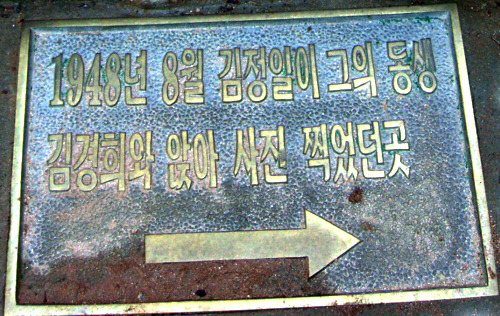 1948년 8월 김정일이 그의 동생
김경희와 앉아 사진 찍었던곳